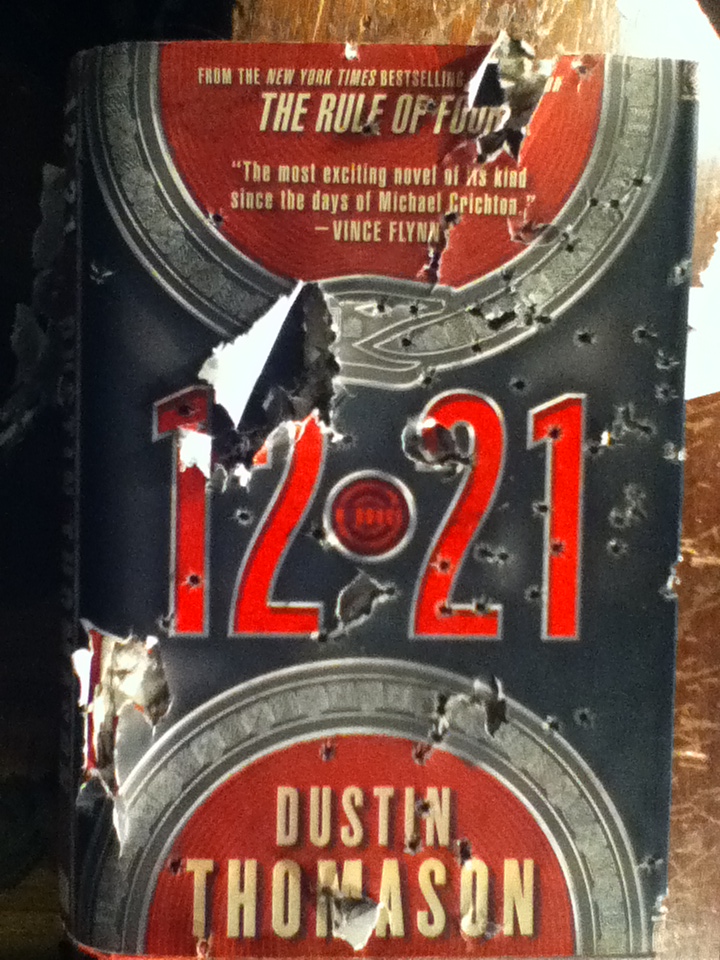 FROM THE NEW YORK TIMES BESTSELLING
THE RULE OF FOUR
"The most exciting novel of its kind
since the days of Michael Crichton."
—VINCE FLYNN
12•21
DUSTIN
THOMASON